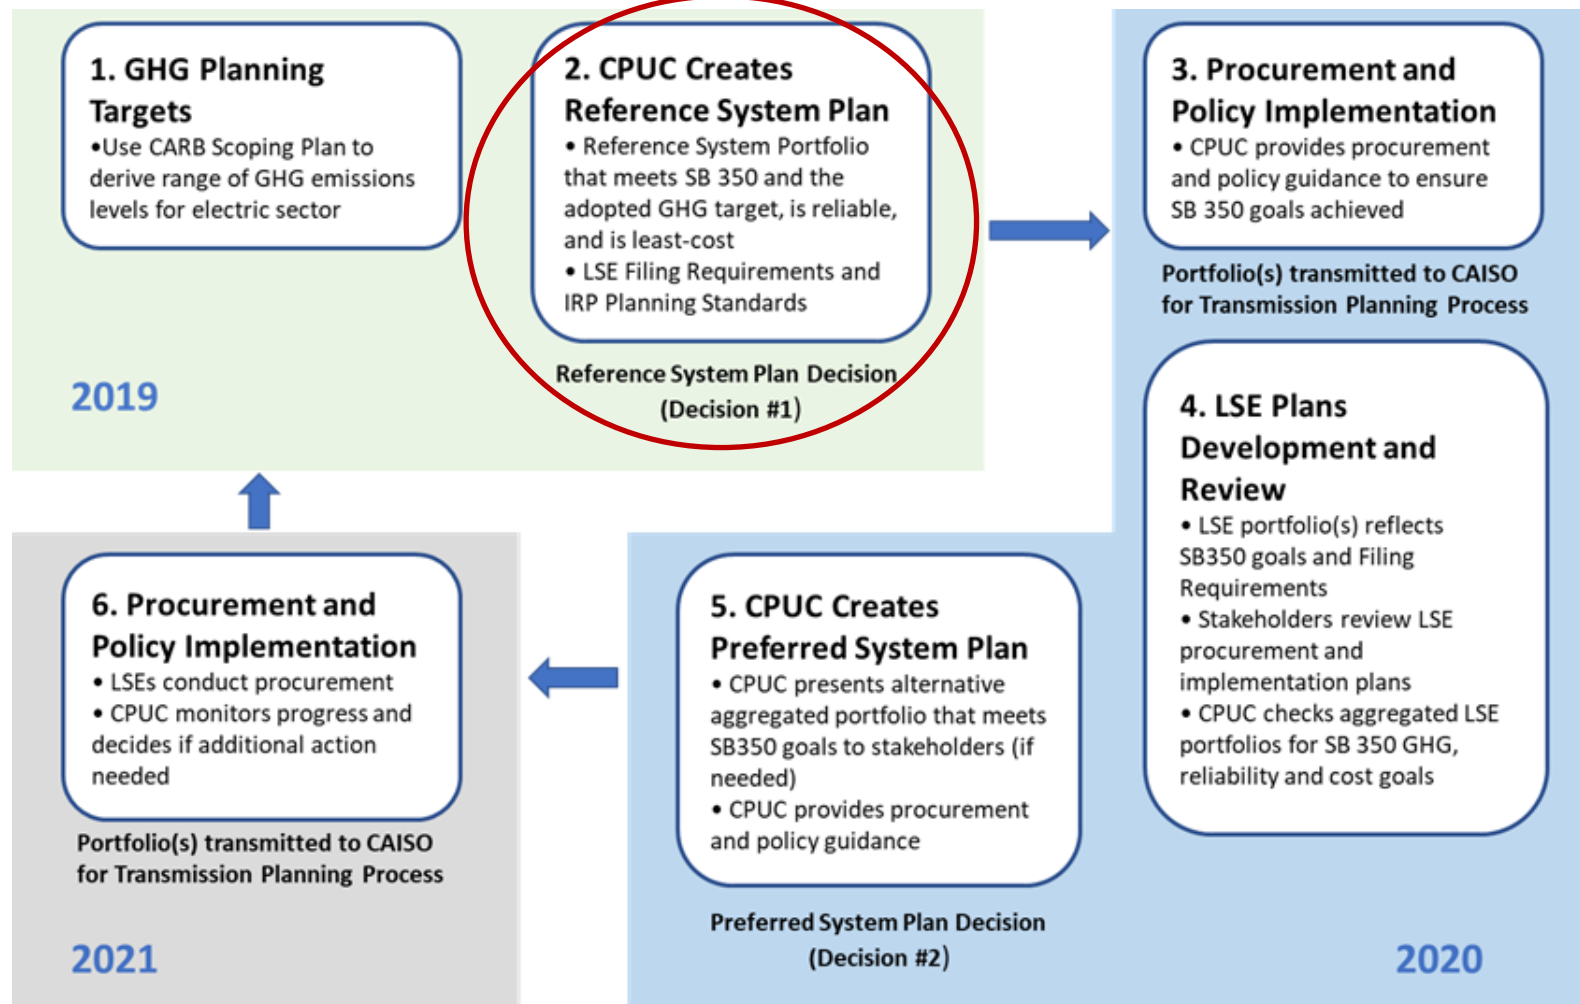 1. GHG Planning
Targets
•Use CARB Scoping Plan to
derive range of GHG emissions
levels for electric sector
2. CPUC Creates
Reference System Plan
• Reference System Portfolio
that meets SB 350 and the
adopted GHG target, is reliable,
and is least-cost
• LSE Filing Requirements and
IRP Planning Standards
Reference System Plan Decision
(Decision #1)
2019
3. Procurement and
Policy Implementation
• CPUC provides procurement
and policy guidance to ensure
SB 350 goals achieved
Portfolio(s) transmitted to CAISO
for Transmission Planning Process
4. LSE Plans
Development and
Review
• LSE portfolio(s) reflects
SB350 goals and Filing
Requirements
• Stakeholders review LSE
procurement and
implementation plans
• CPUC checks aggregated LSE
portfolios for SB 350 GHG,
reliability and cost goals
5. CPUC Creates
Preferred System Plan
• CPUC presents alternative
aggregated portfolio that meets
SB350 goals to stakeholders (if
needed)
• CPUC provides procurement
and policy guidance
Preferred System Plan Decision
(Decision #2)
2020
6. Procurement and
Policy Implementation
• LSEs conduct procurement
• CPUC monitors progress and
decides if additional action
needed
Portfolio(s) transmitted to CAISO
for Transmission Planning Process
2021